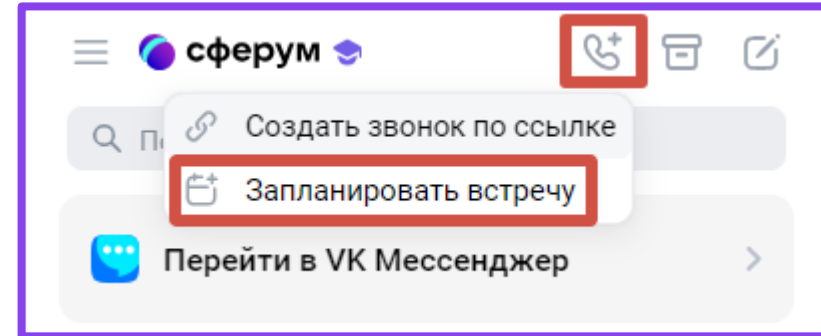 сферум
Создать звонок по ссылке
Запланировать встречу
Перейти в VK Мессенджер